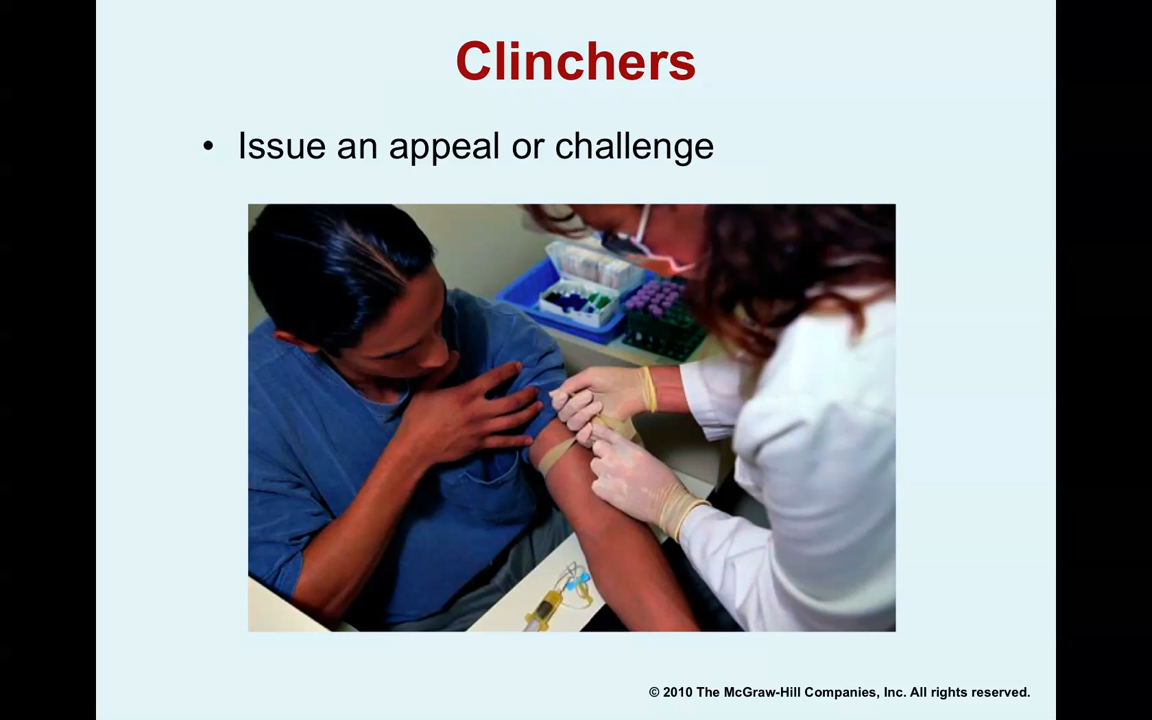 Clinchers
• Issue an appeal or challenge
© 2010 The McGraw-Hill Companies, Inc. All rights reserved.